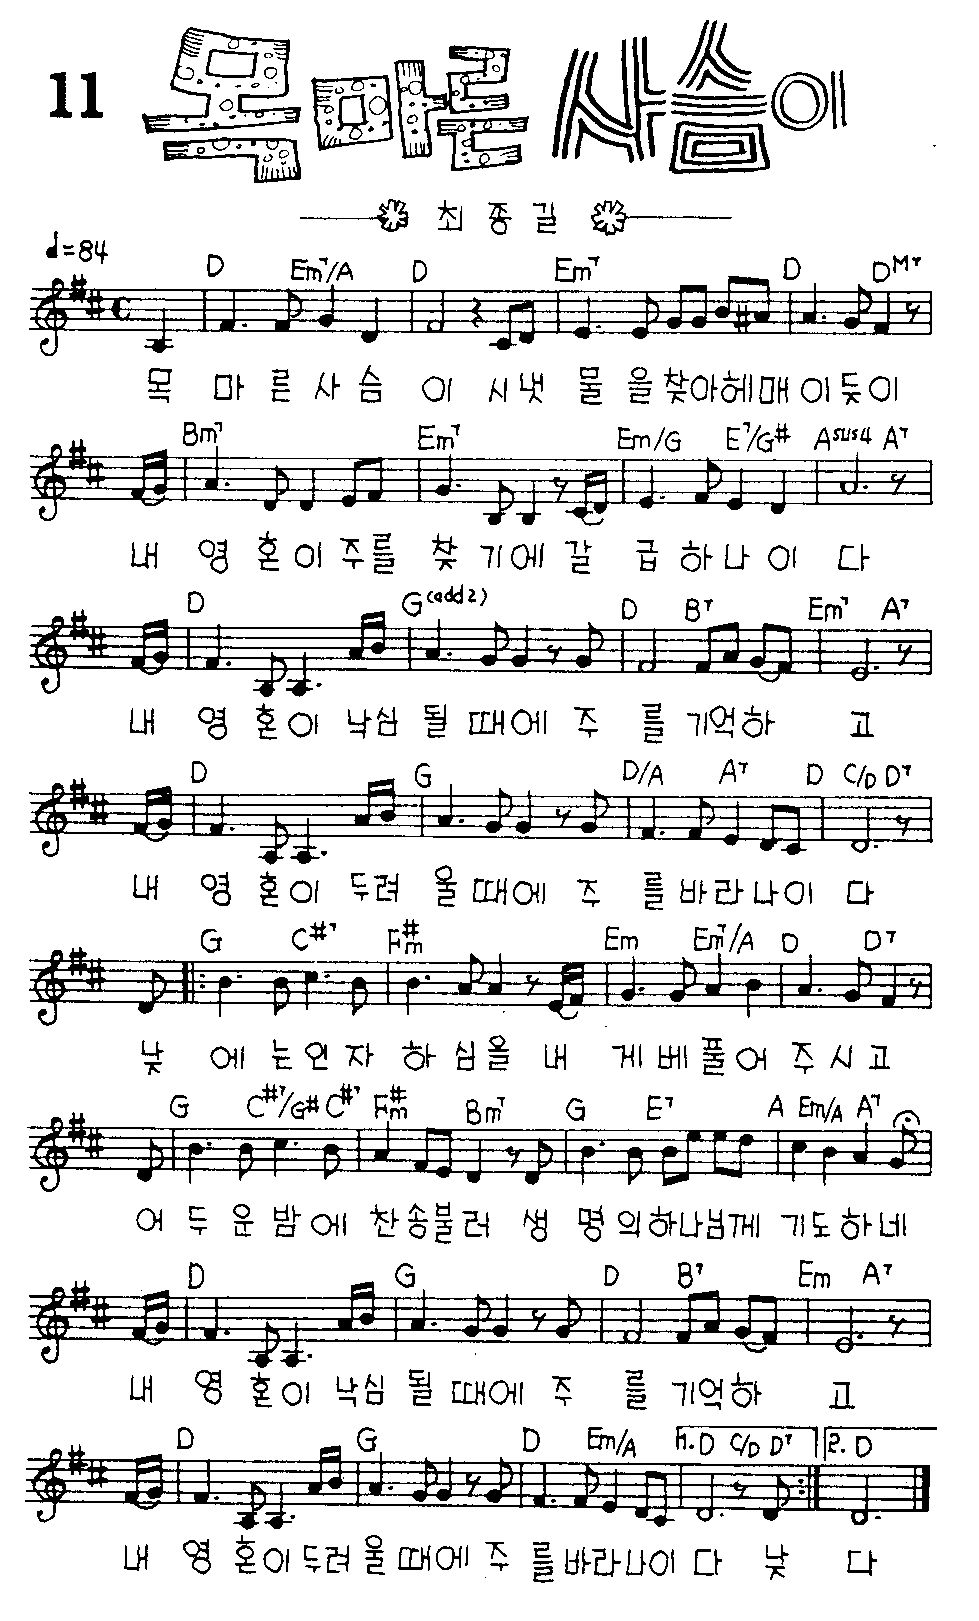 11 목마른 사슴이
최종길
♩=84
D Em7/A D Em7 D DM7
목 마 른 사 슴 이 시 냇 물 을 찾아헤매 이 듯 이
Bm7 Em7 Em/G E7/G# Asus4 A7
내 영 혼 이 주 를 찾 기 에 갈 급 하 나 이 다
D G(add2) D B7 Em7 A7
내 영 혼 이 낙심 될 때 에 주 를 기억하 고
D G D/A A7 D C/D D7
내 영 혼 이 두려 울 때 에 주 를 바 라 나 이 다
G C#7 F#m Em Em7/A D D7
낮 에 는 인 자 하 심 을 내 게 베 풀 어 주 시 고
G C#7/G# C#7 F#m Bm7 G E7 A Em/A A7
어 두 운 밤 에 찬 송 불 러 생 명 의하나님께 기 도 하 네
D G D B7 Em A7
내 영 혼 이 낙심 될 때 에 주 를 기억하 고
D G D Em/A 1. D C/D D7 2. D
내 영 혼 이 두려 울 때 에 주 를바라나이 다 낮 다